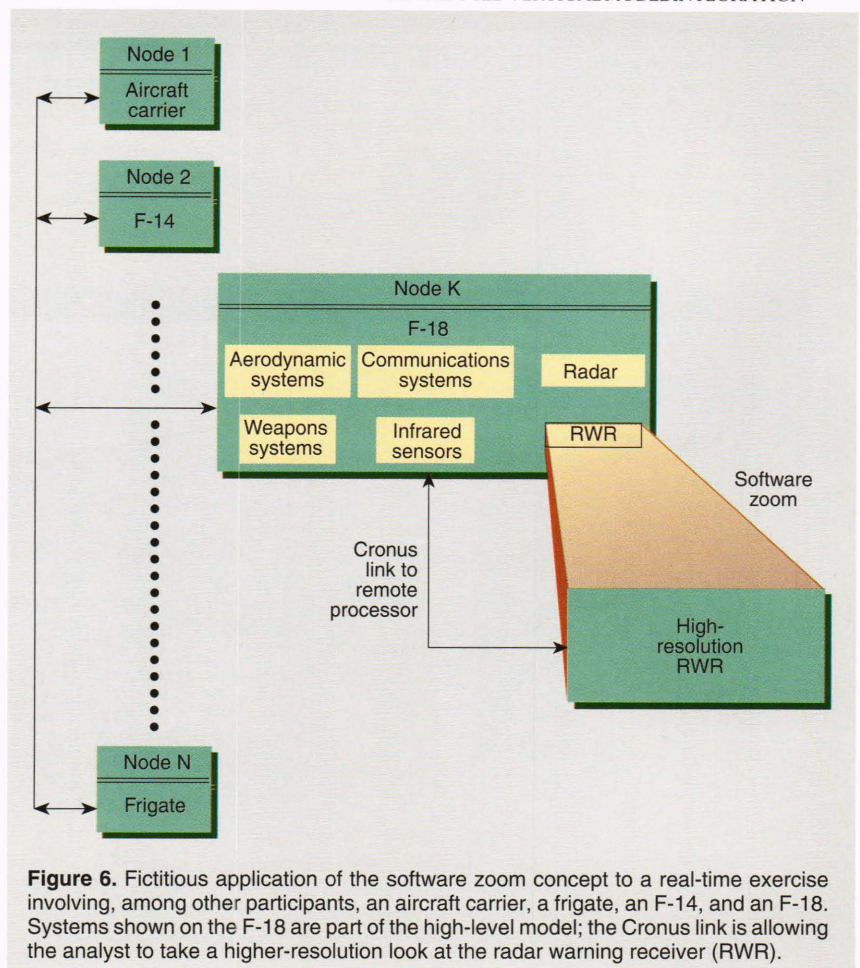 Node 1
Aircraft
carrier
Node 2
F-14
Node K
F-18
Aerodynamic
systems
Communications
systems
Radar
Weapons
systems
Infrared
sensors
RWR
Software
zoom
Cronus
link to
remote
processor
High-
resolution
RWR
Node N
Frigate
Figure 6. Fictitious application of the software zoom concept to a real-time exercise
involving, among other participants, an aircraft carrier, a frigate, an F-14, and an F-18.
Systems shown on the F-18 are part of the high-level model; the Cronus link is allowing
the analyst to take a higher-resolution look at the radar warning receiver (RWR).